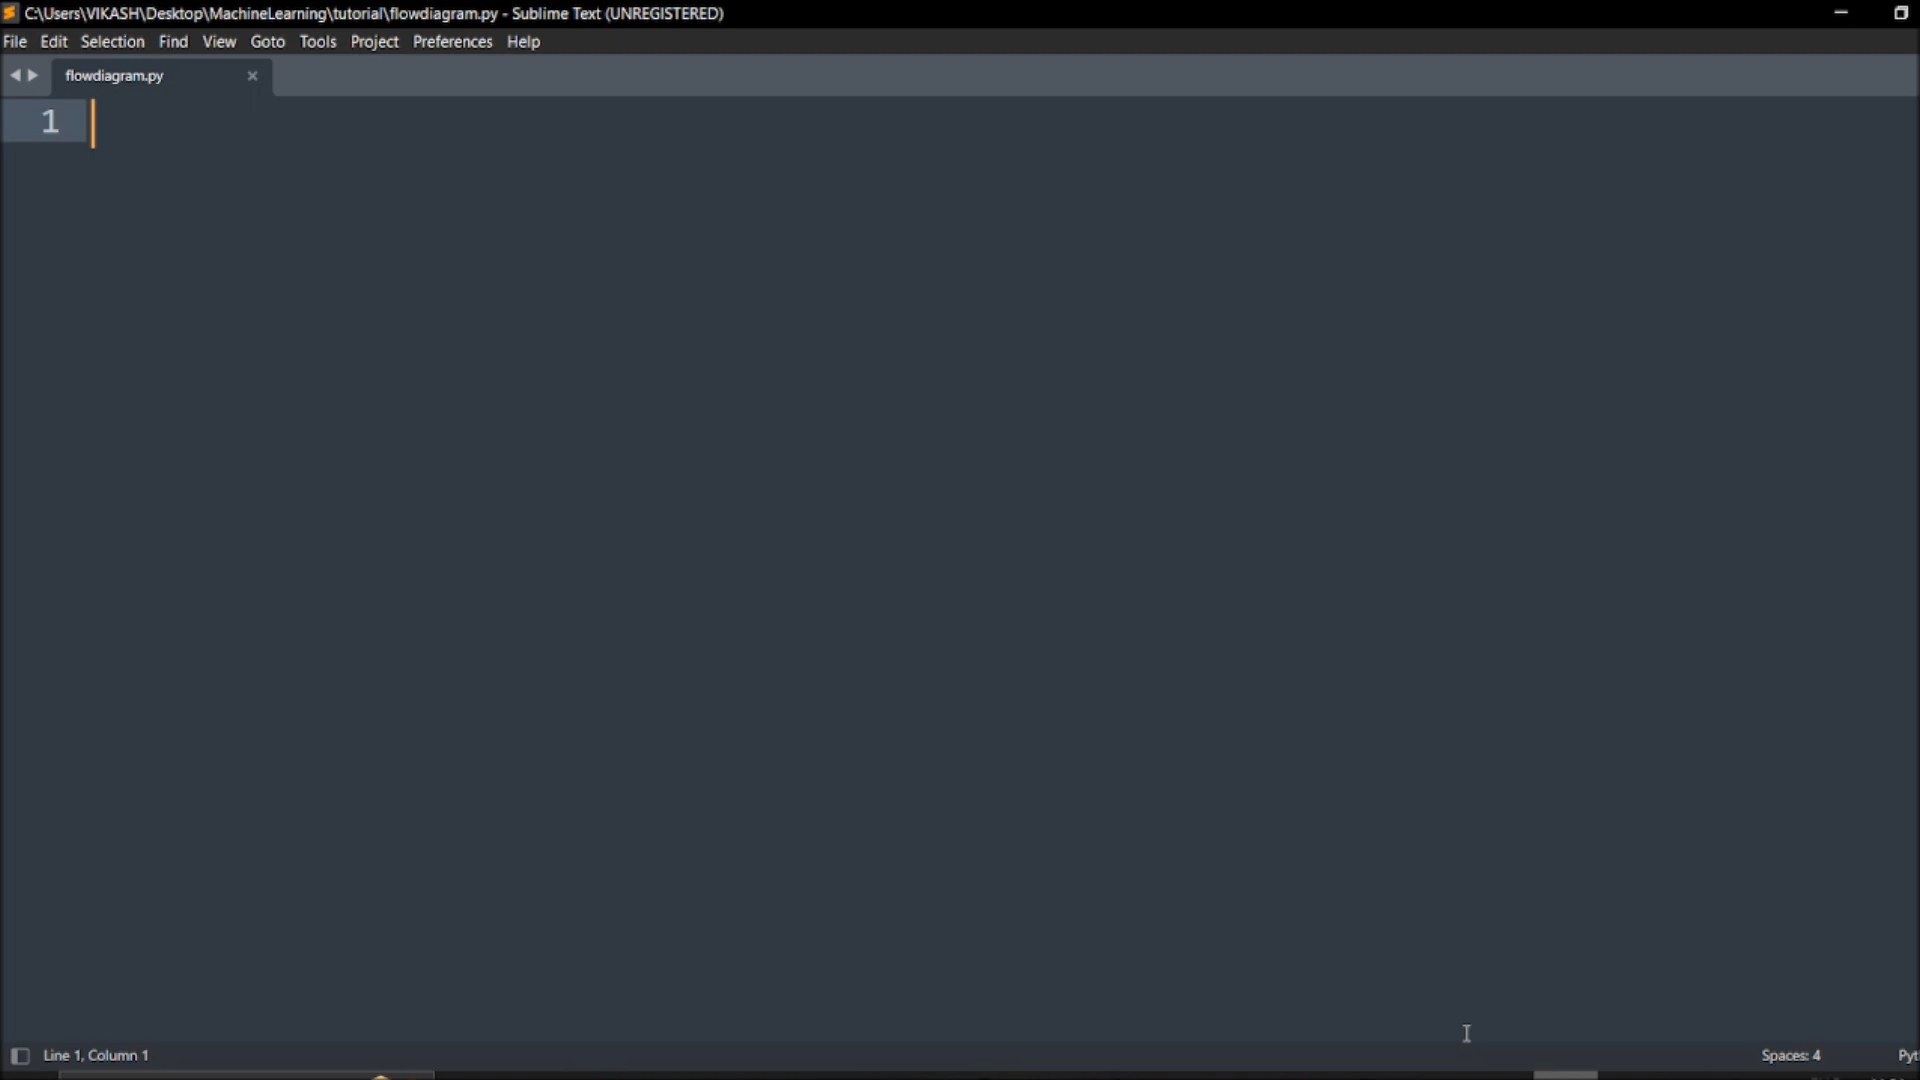 C:\Users\VIKASH\Desktop\MachineLearning\tutorial\flowdiagram.py - Sublime Text (UNREGISTERED)
File Edit Selection Find View Goto Tools Project Preferences Help
flowdiagram.py
1
Line 1, Column 1 Spaces: 4 Pyt